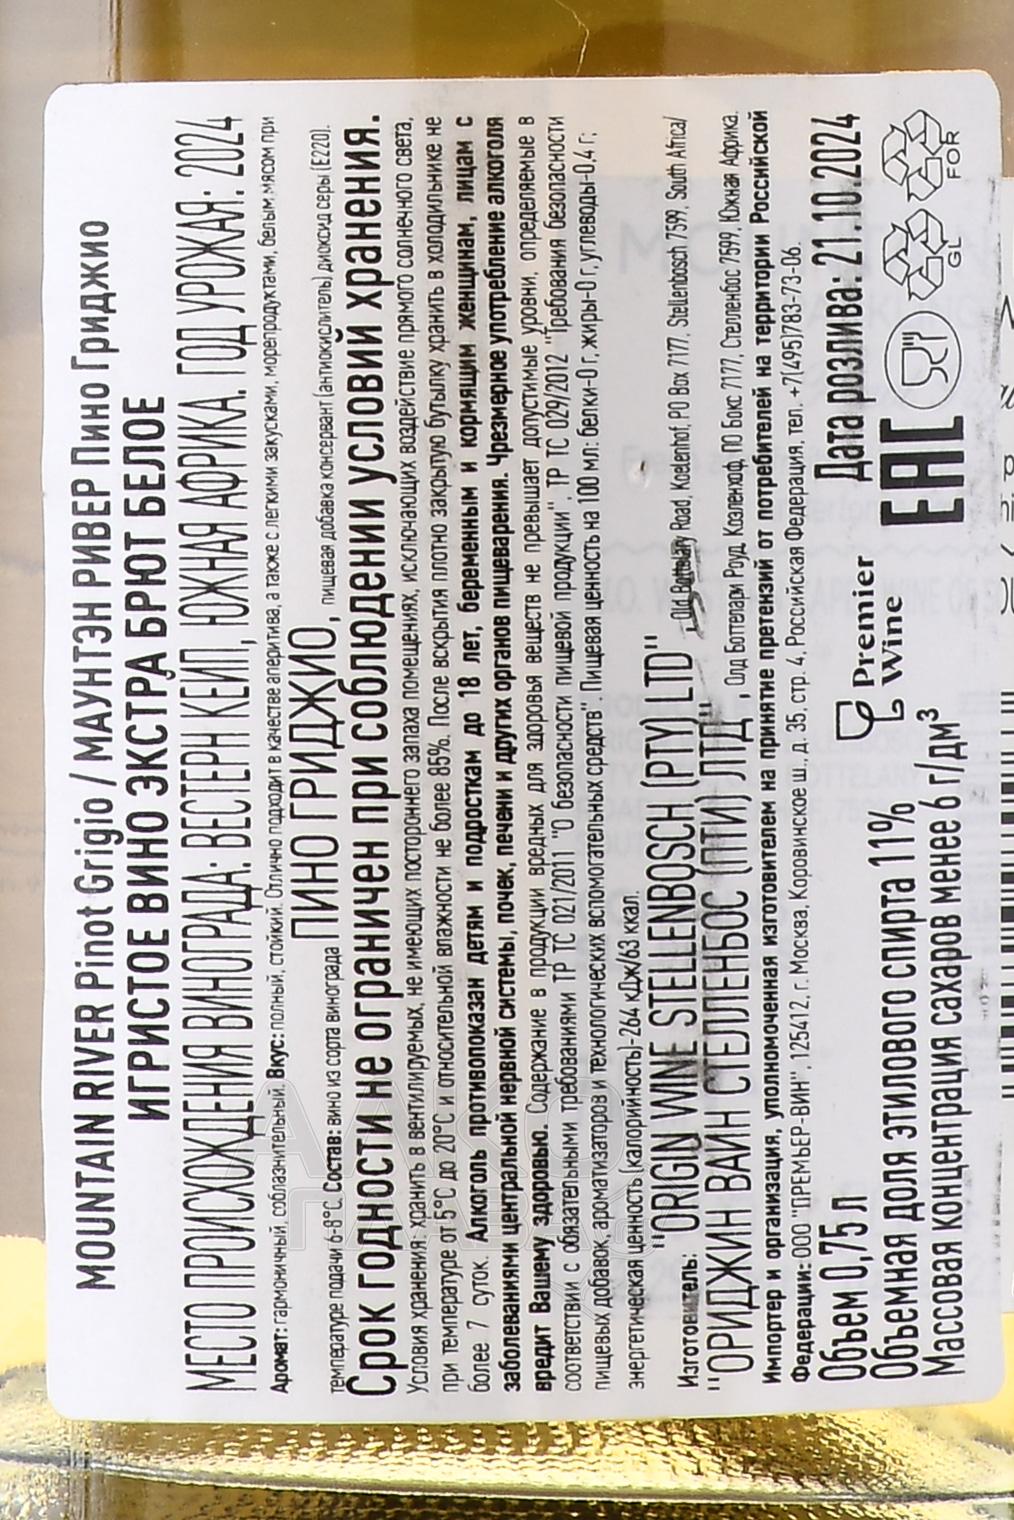 MOUNTAIN RIVER Pinot Grigio / МАУНТЭН РИВЕР Пино Гриджио
ИГРИСТОЕ ВИНО ЭКСТРА БРЮТ БЕЛОЕ
МЕСТО ПРОИСХОЖДЕНИЯ ВИНОГРАДА: ВЕСТЕРН КЕЙП, ЮЖНАЯ АФРИКА. ГОД УРОЖАЯ: 2024
Аромат: гармоничный, соблазнительный. Вкус: полный, стойкий. Отлично подходит в качестве аперитива, а также с легкими закусками, морепродуктами, белым мясом при
температуре подачи 6-8°С. Состав: вино из сорта винограда ПИНО ГРИДЖИО, пищевая добавка консервант (антиокислитель) диоксид серы (Е220).
Срок годности не ограничен при соблюдении условий хранения.
Условия хранения: хранить в вентилируемых, не имеющих постороннего запаха помещениях, исключающих воздействие прямого солнечного света,
при температуре от 5°С до 20°С и относительной влажности не более 85%. После вскрытия плотно закрытую бутылку хранить в холодильнике не
более 7 суток. Алкоголь противопоказан детям и подросткам до 18 лет, беременным и кормящим женщинам, лицам с
заболеваниями центральной нервной системы, почек, печени и других органов пищеварения. Чрезмерное употребление алкоголя
вредит Вашему здоровью. Содержание в продукции вредных для здоровья веществ не превышает допустимые уровни, определяемые в
соответствии с обязательными требованиями ТР ТС 021/2011 "О безопасности пищевой продукции", ТР ТС 029/2012 "Требования безопасности
пищевых добавок, ароматизаторов и технологических вспомогательных средств". Пищевая ценность на 100 мл: белки-0 г, жиры-0 г, углеводы-0,4 г;
энергетическая ценность (калорийность)- 264 кДж/63 ккал.
Изготовитель: "ORIGIN WINE STELLENBOSCH (PTY) LTD" Old Bottelary Road, Koelenhof, PO Box 7177, Stellenbosch 7599, South Africa/
"ОРИДЖИН ВАЙН СТЕЛЛЕНБОС (ПТИ) ЛТД", Олд Боттелари Роуд, Коэленхоф, ПО Бокс 7177, Стелленбос 7599, Южная Африка.
Импортер и организация, уполномоченная изготовителем на принятие претензий от потребителей на территории Российской
Федерации: ООО "ПРЕМЬЕР-ВИН", 125412, г. Москва, Коровинское ш., д. 35, стр. 4, Российская Федерация, тел. +7(495)783-73-06.
Объем 0,75 л
Дата розлива: 21.10.2024
Объемная доля этилового спирта 11%
Массовая концентрация сахаров менее 6 г/дм³
Premier
Wine
EAC
GL
FOR